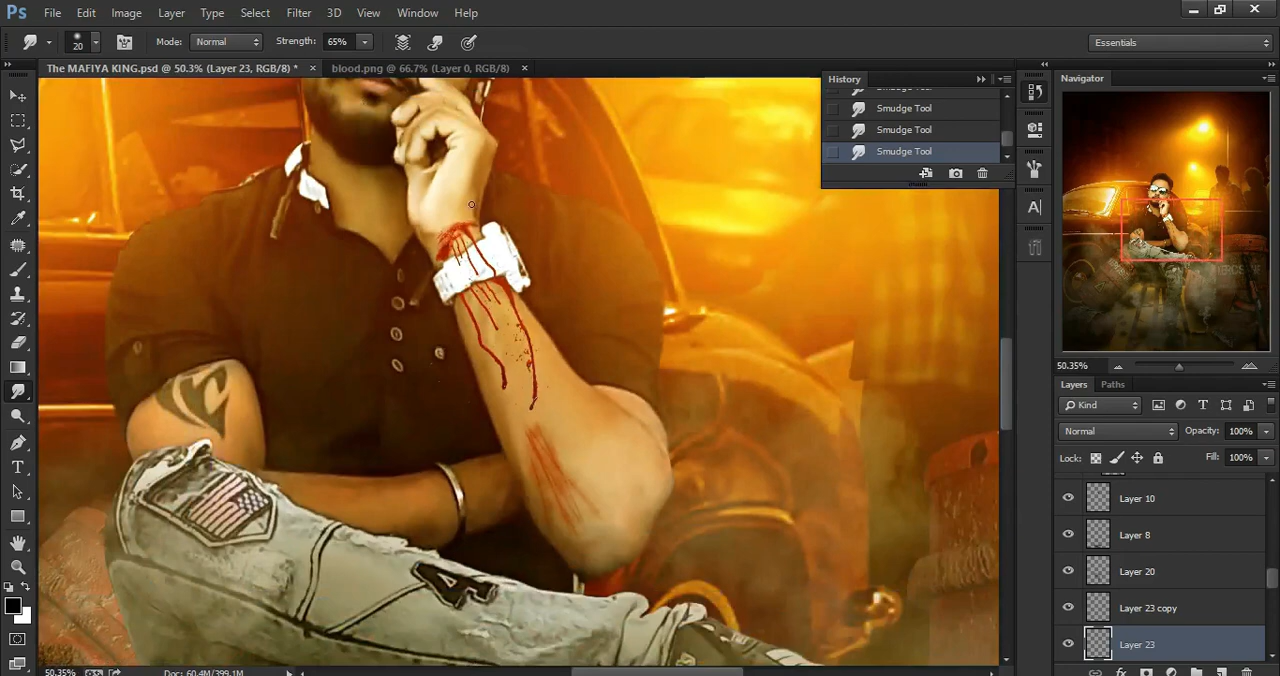 Ps File Edit Image Layer Type Select Filter 3D View Window Help
20 Mode: Normal Strength: 65% Essentials
The MAFIYA KING.psd @ 50.3% (Layer 23, RGB/8) * × blood.png @ 66.7% (Layer 0, RGB/8) ×
History
Smudge Tool
Smudge Tool
Smudge Tool
Navigator
50.35%
Layers Paths
Kind
Normal Opacity: 100%
Lock: Fill: 100%
Layer 10
Layer 8
Layer 20
Layer 23 copy
Layer 23
4
50.35% Doc: 60.4M/399.1M